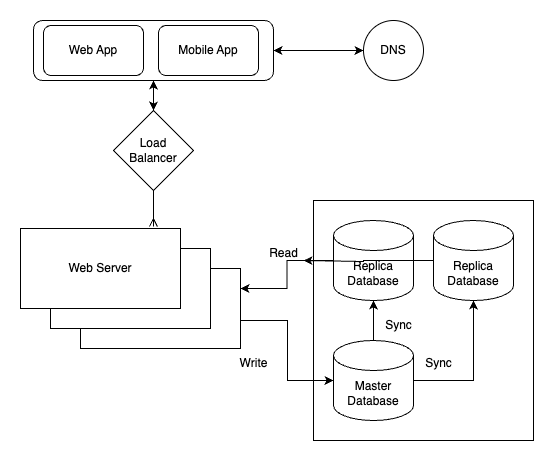 Web App
Mobile App
DNS
Load
Balancer
Web Server
Read
Replica
Database
Replica
Database
Sync
Write
Sync
Master
Database